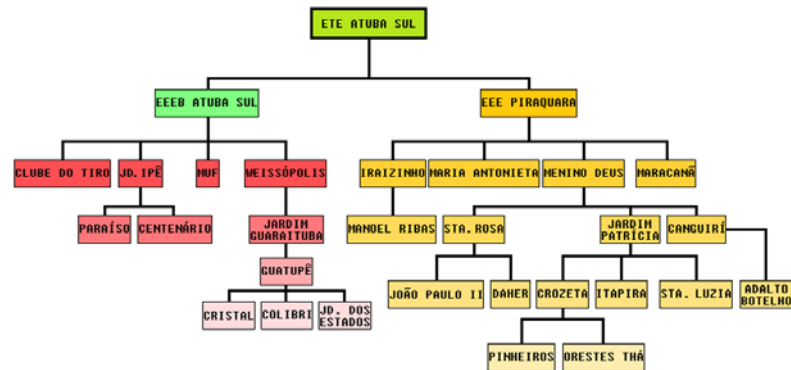 ETE ATUBA SUL
EEEB ATUBA SUL
EEE PIRAQUARA
CLUBE DO TIRO
JD. IPÊ
MUF
WEISSÓPOLIS
IRAIZINHO
MARIA ANTONIETA
MENINO DEUS
MARACANÃ
PARAÍSO
CENTENÁRIO
JARDIM
GUARAITUBA
MANOEL RIBAS
STA. ROSA
JARDIM
PATRÍCIA
CANGUIRÍ
GUATUPÊ
CRISTAL
COLIBRI
JD. DOS
ESTADOS
JOÃO PAULO II
DAHER
CROZETA
ITAPIRA
STA. LUZIA
ADALTO
BOTELHO
PINHEIROS
ORESTES THÁ